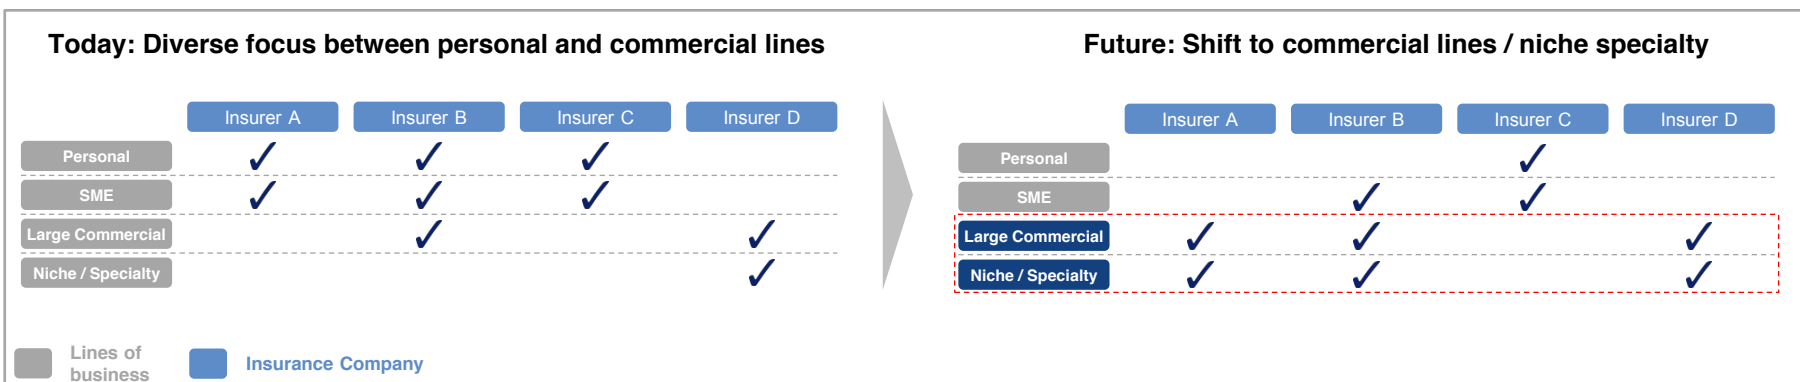 Today: Diverse focus between personal and commercial lines
Insurer A
Insurer B
Insurer C
Insurer D
Personal
SME
Large Commercial
Niche / Specialty
Future: Shift to commercial lines / niche specialty
Insurer A
Insurer B
Insurer C
Insurer D
Personal
SME
Large Commercial
Niche / Specialty
Lines of
business
Insurance Company